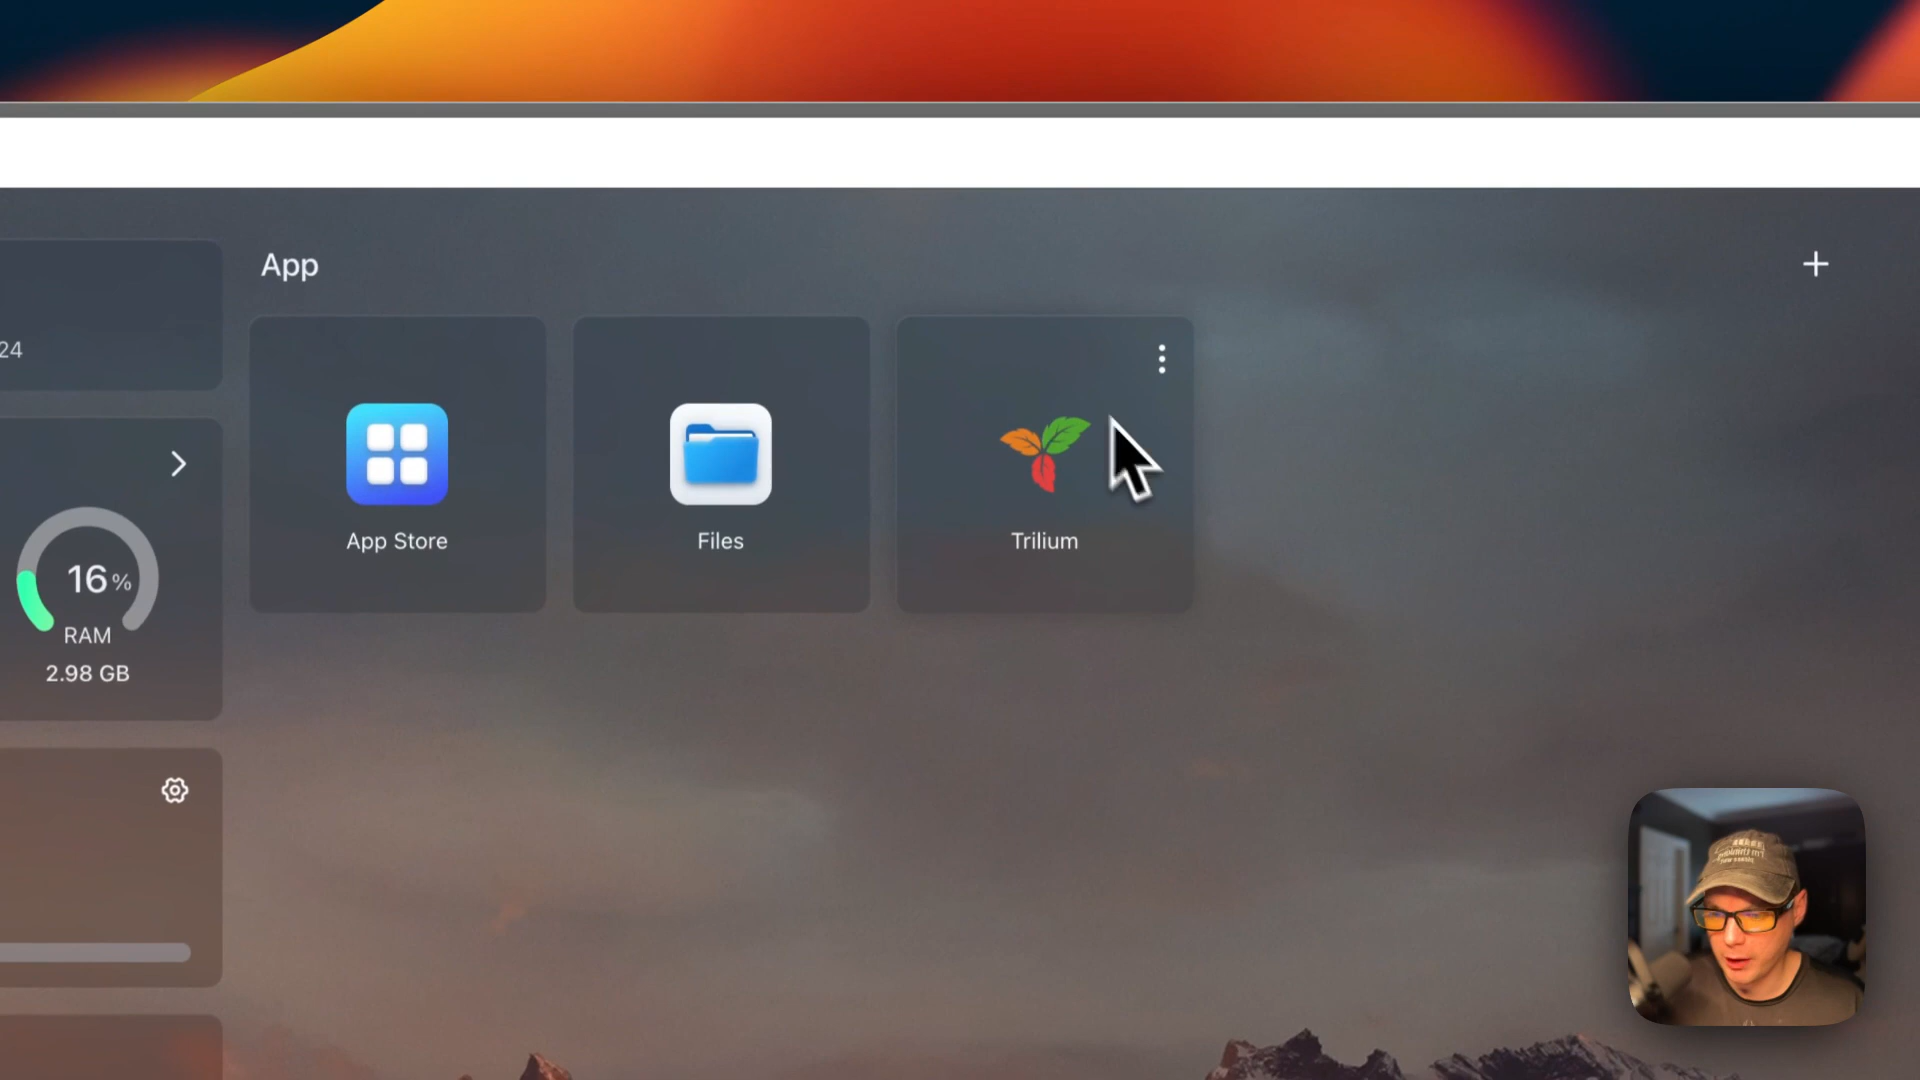 App
24
App Store
Files
Trilium
16%
RAM
2.98 GB